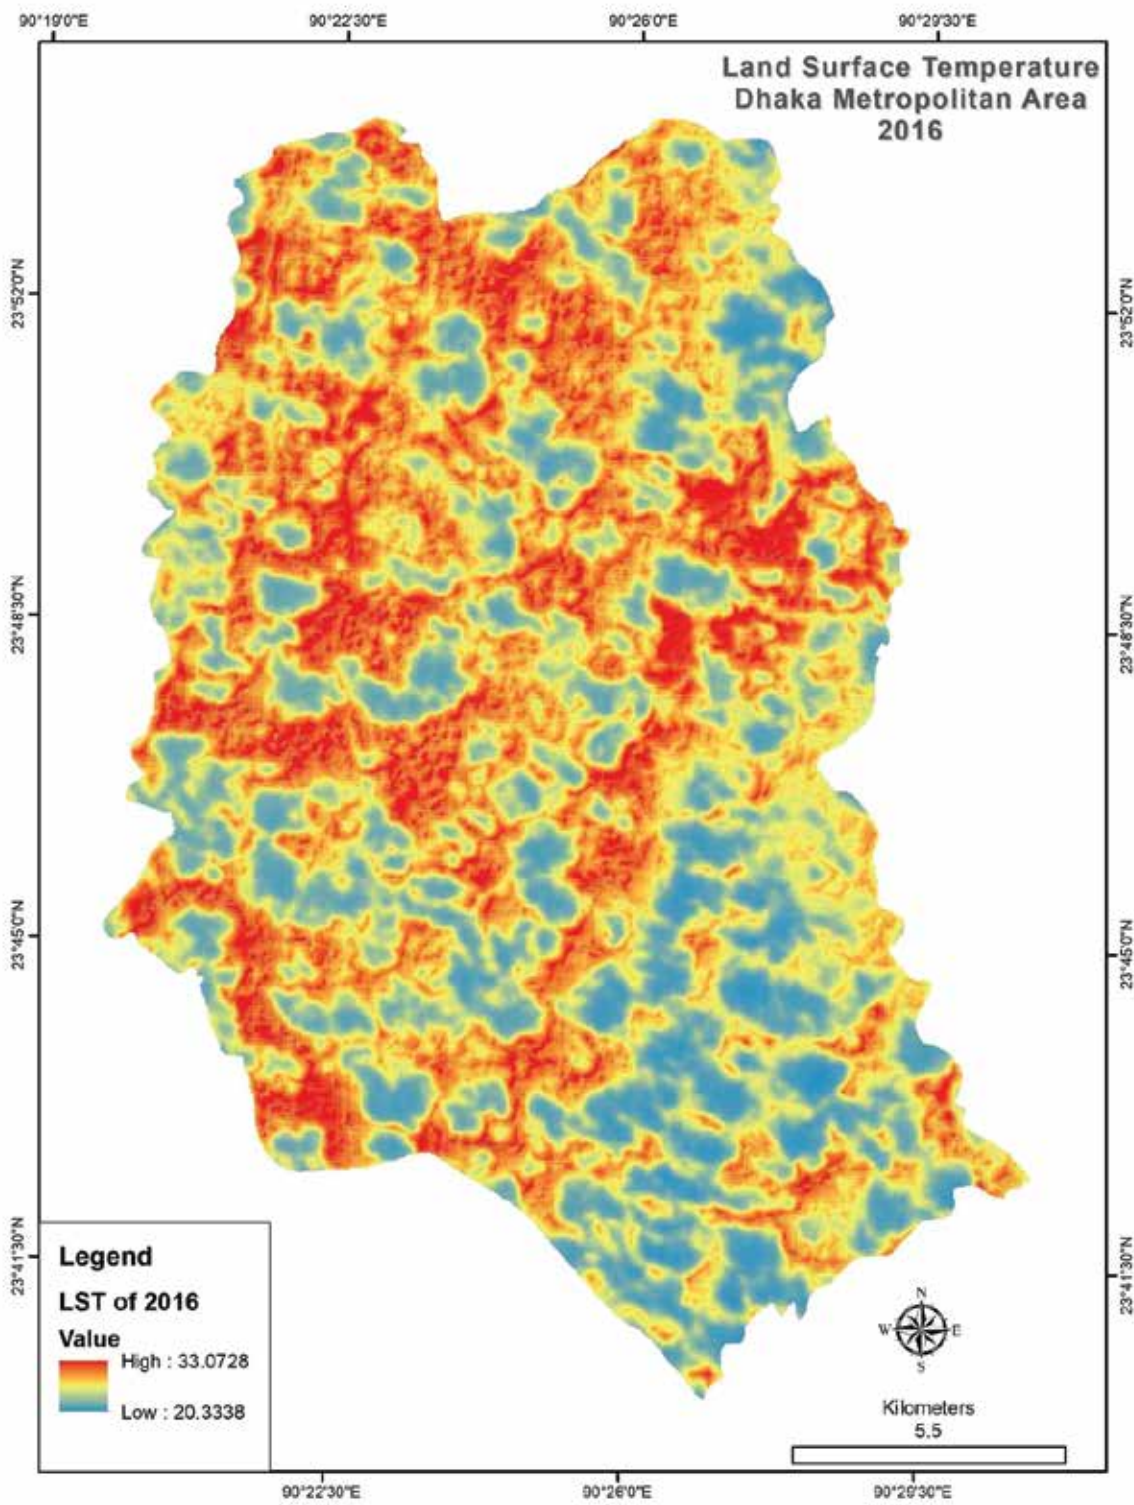 90°19'0"E
90°22'30"E
90°26'0"E
90°29'30"E
Land Surface Temperature
Dhaka Metropolitan Area
2016
23°52'0"N
23°52'0"N
23°48'30"N
23°48'30"N
23°45'0"N
23°45'0"N
23°41'30"N
23°41'30"N
Legend
LST of 2016
Value
High : 33.0728
Low : 20.3338
N
W
E
S
Kilometers
5.5
90°22'30"E
90°26'0"E
90°29'30"E